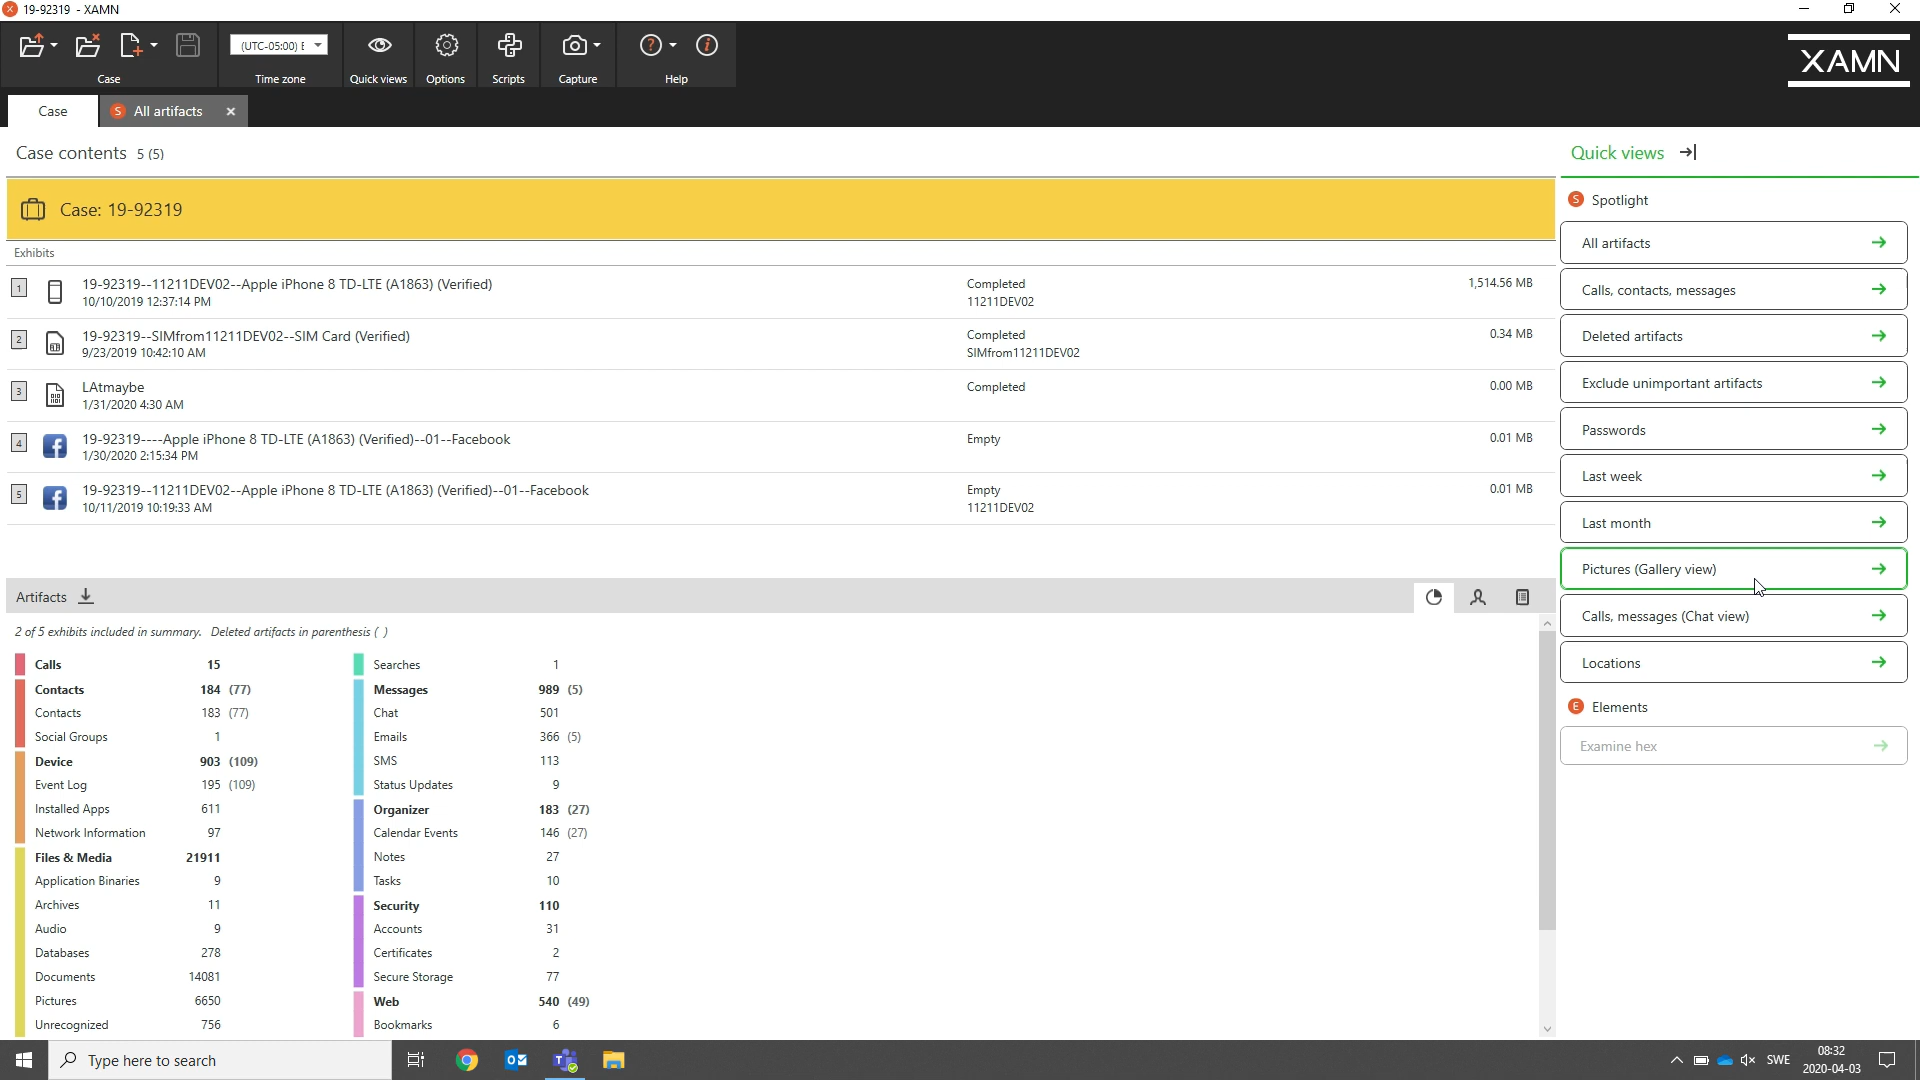 19-92319 - XAMN
Case
(UTC-05:00) E
Time zone
Quick views
Options
Scripts
Capture
Help
XAMN
Case
S All artifacts
Case contents 5 (5)
Case: 19-92319
Exhibits
1 19-92319--11211DEV02--Apple iPhone 8 TD-LTE (A1863) (Verified) Completed 1,514.56 MB
10/10/2019 12:37:14 PM 11211DEV02
2 19-92319--SIMfrom11211DEV02--SIM Card (Verified) Completed 0.34 MB
9/23/2019 10:42:10 AM SIMfrom11211DEV02
3 LAtmaybe Completed 0.00 MB
1/31/2020 4:30 AM
4 19-92319----Apple iPhone 8 TD-LTE (A1863) (Verified)--01--Facebook Empty 0.01 MB
1/30/2020 2:15:34 PM
5 19-92319--11211DEV02--Apple iPhone 8 TD-LTE (A1863) (Verified)--01--Facebook Empty 0.01 MB
10/11/2019 10:19:33 AM 11211DEV02
Artifacts
2 of 5 exhibits included in summary. Deleted artifacts in parenthesis ( )
Calls 15
Contacts 184 (77)
Contacts 183 (77)
Social Groups 1
Device 903 (109)
Event Log 195 (109)
Installed Apps 611
Network Information 97
Files & Media 21911
Application Binaries 9
Archives 11
Audio 9
Databases 278
Documents 14081
Pictures 6650
Unrecognized 756
Searches 1
Messages 989 (5)
Chat 501
Emails 366 (5)
SMS 113
Status Updates 9
Organizer 183 (27)
Calendar Events 146 (27)
Notes 27
Tasks 10
Security 110
Accounts 31
Certificates 2
Secure Storage 77
Web 540 (49)
Bookmarks 6
Quick views
S Spotlight
All artifacts
Calls, contacts, messages
Deleted artifacts
Exclude unimportant artifacts
Passwords
Last week
Last month
Pictures (Gallery view)
Calls, messages (Chat view)
Locations
E Elements
Examine hex
Type here to search
SWE
08:32
2020-04-03